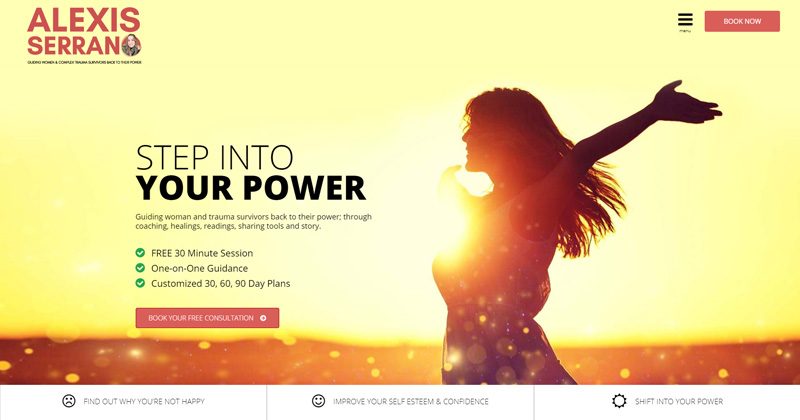 ALEXIS
SERRANO
GUIDING WOMEN & COMPLEX TRAUMA SURVIVORS BACK TO THEIR POWER
menu
BOOK NOW
STEP INTO
YOUR POWER
Guiding woman and trauma survivors back to their power; through
coaching, healings, readings, sharing tools and story.
FREE 30 Minute Session
One-on-One Guidance
Customized 30, 60, 90 Day Plans
BOOK YOUR FREE CONSULTATION
FIND OUT WHY YOU'RE NOT HAPPY
IMPROVE YOUR SELF ESTEEM & CONFIDENCE
SHIFT INTO YOUR POWER